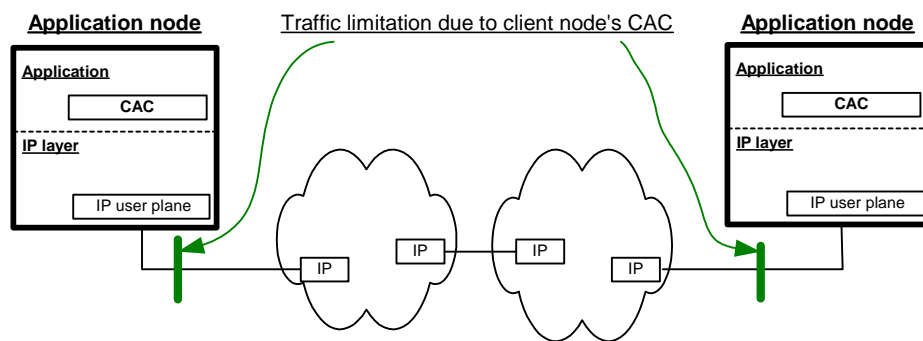 Application node
Traffic limitation due to client node's CAC
Application node
Application
CAC
IP layer
IP user plane
Application
CAC
IP layer
IP user plane
IP
IP
IP
IP